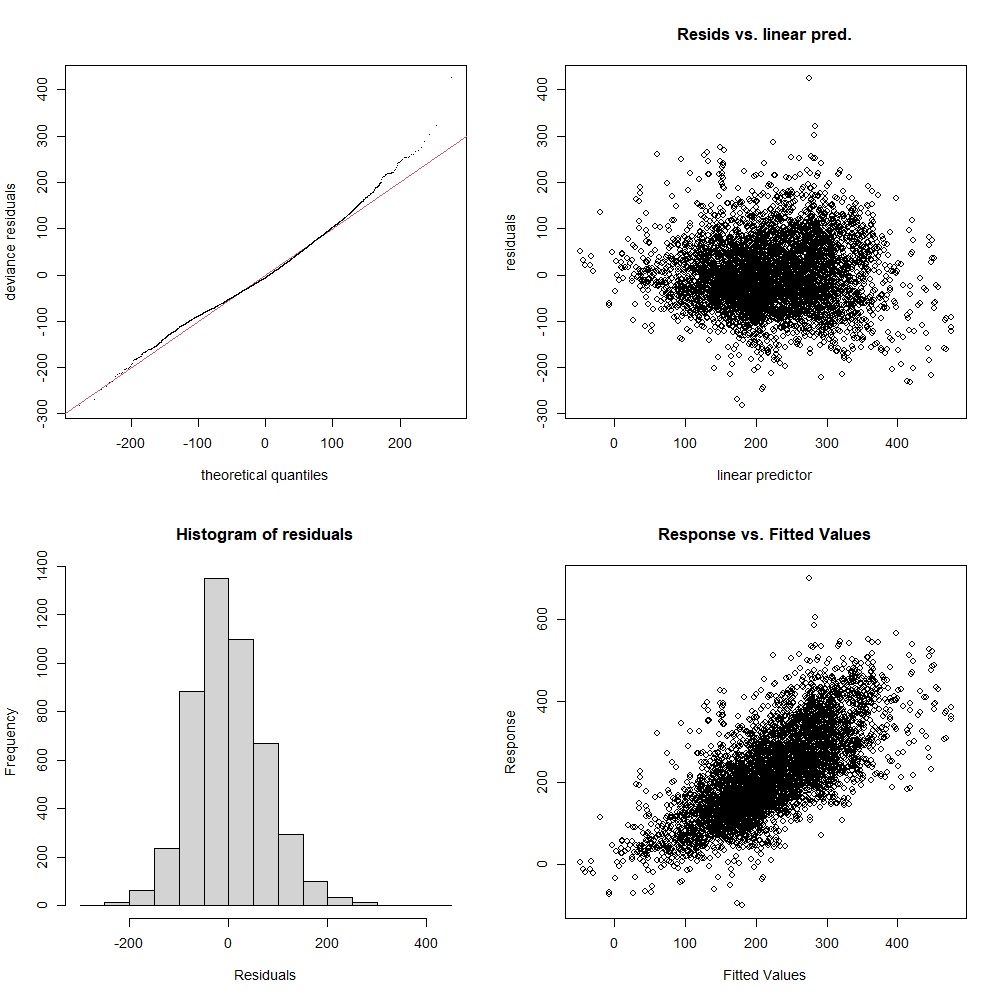 deviance residuals
400
300
200
100
0
-100
-200
-300
-200 -100 0 100 200
theoretical quantiles
Resids vs. linear pred.
residuals
400
300
200
100
0
-100
-200
-300
0 100 200 300 400
linear predictor
Histogram of residuals
Frequency
1400
1200
1000
800
600
400
200
0
-200 0 200 400
Residuals
Response vs. Fitted Values
Response
600
400
200
0
0 100 200 300 400
Fitted Values